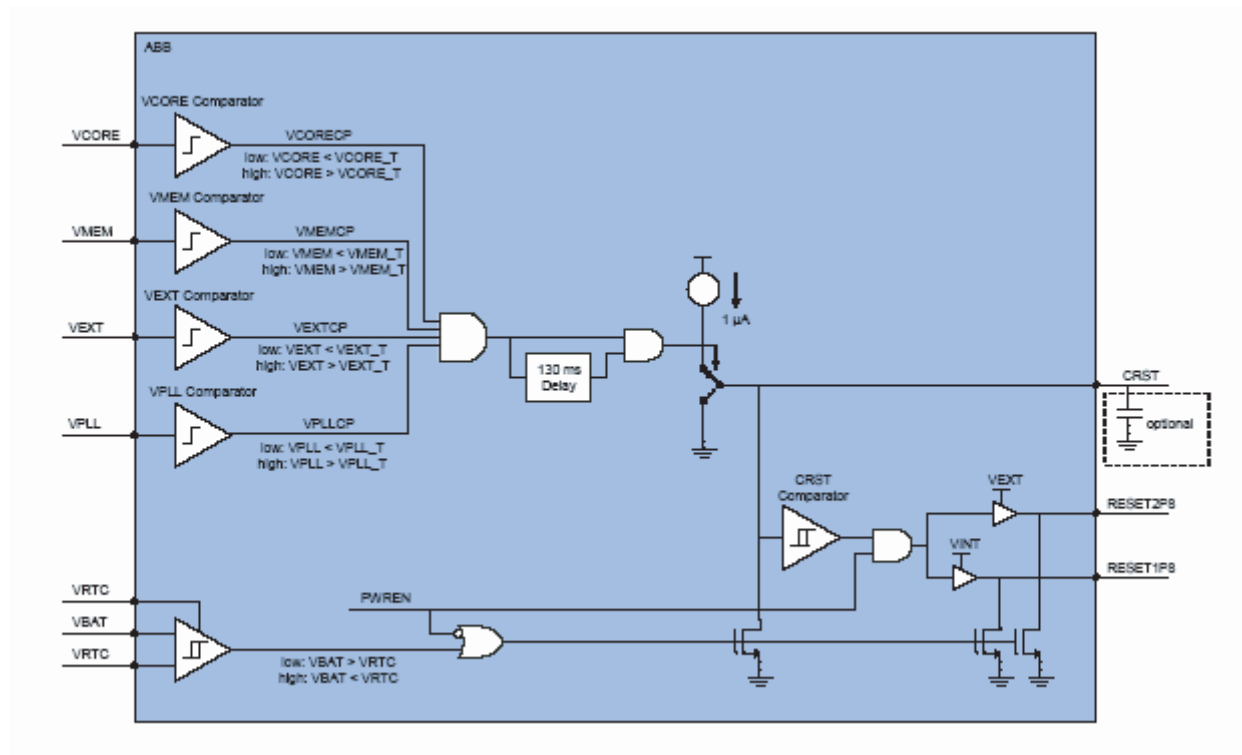 ABB
VCORE Comparator
VCORE
VCORECP
low: VCORE < VCORE_T
high: VCORE > VCORE_T
VMEM Comparator
VMEM
VMEMCP
low: VMEM < VMEM_T
high: VMEM > VMEM_T
VEXT Comparator
VEXT
VEXTCP
low: VEXT < VEXT_T
high: VEXT > VEXT_T
1 µA
130 ms
Delay
VPLL Comparator
VPLL
VPLLCP
low: VPLL < VPLL_T
high: VPLL > VPLL_T
CRST
optional
CRST
Comparator
VEXT
RESET2P8
VINT
RESET1P8
VRTC
PWREN
VBAT
VRTC
low: VBAT > VRTC
high: VBAT < VRTC